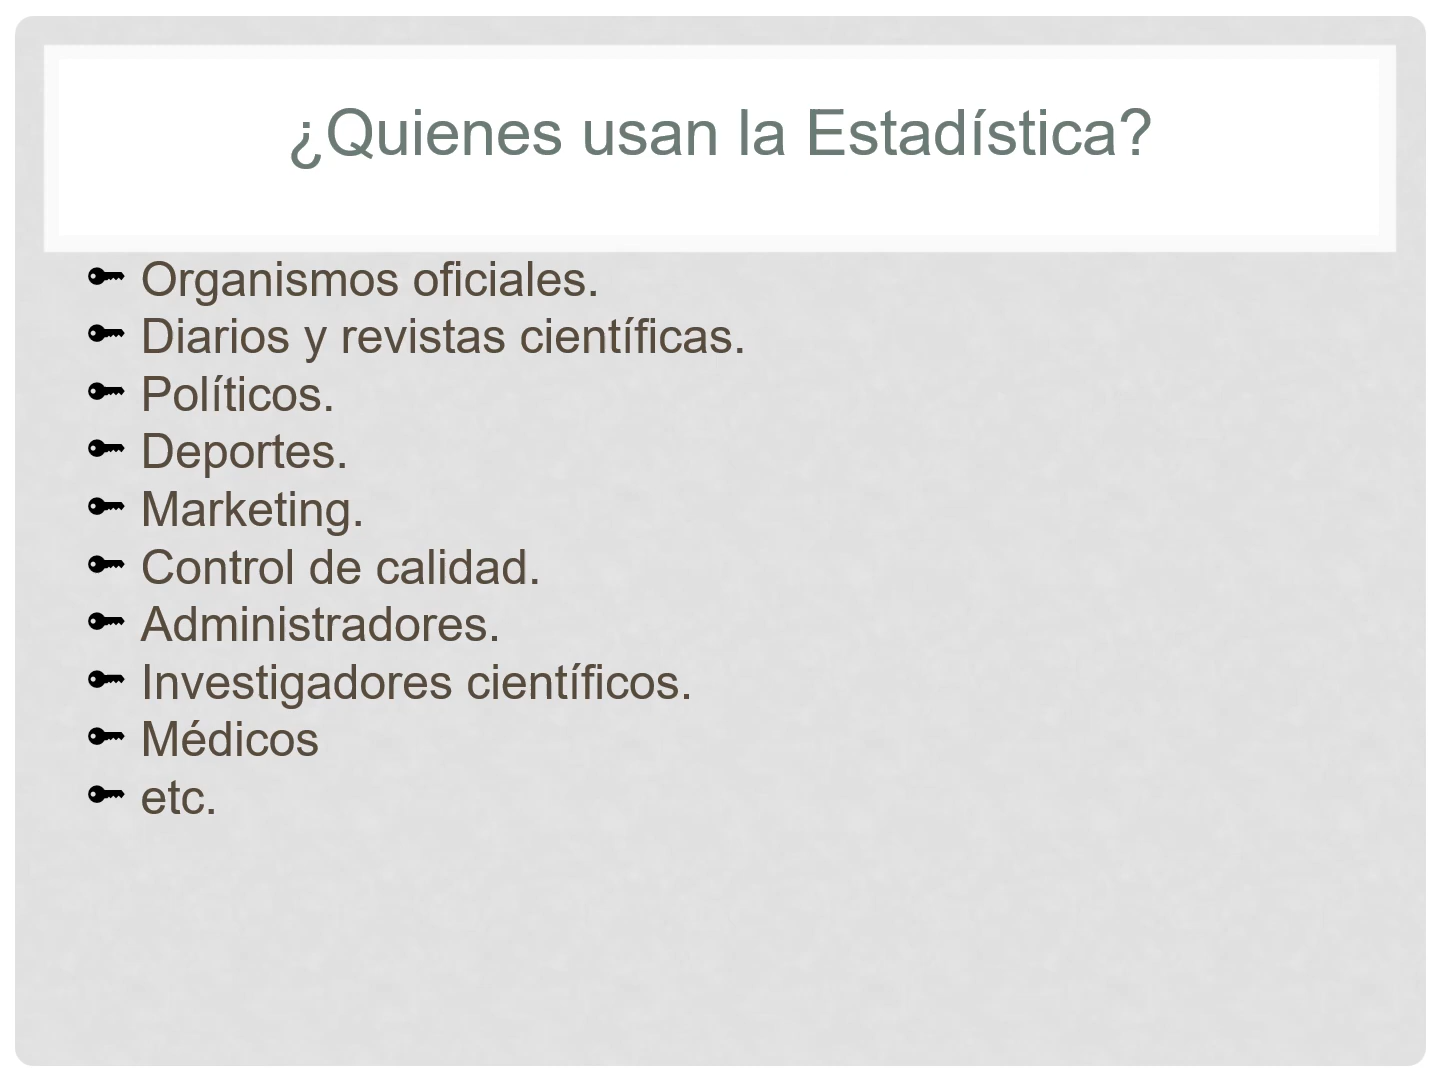 ¿Quienes usan la Estadística?
Organismos oficiales.
Diarios y revistas científicas.
Políticos.
Deportes.
Marketing.
Control de calidad.
Administradores.
Investigadores científicos.
Médicos
etc.